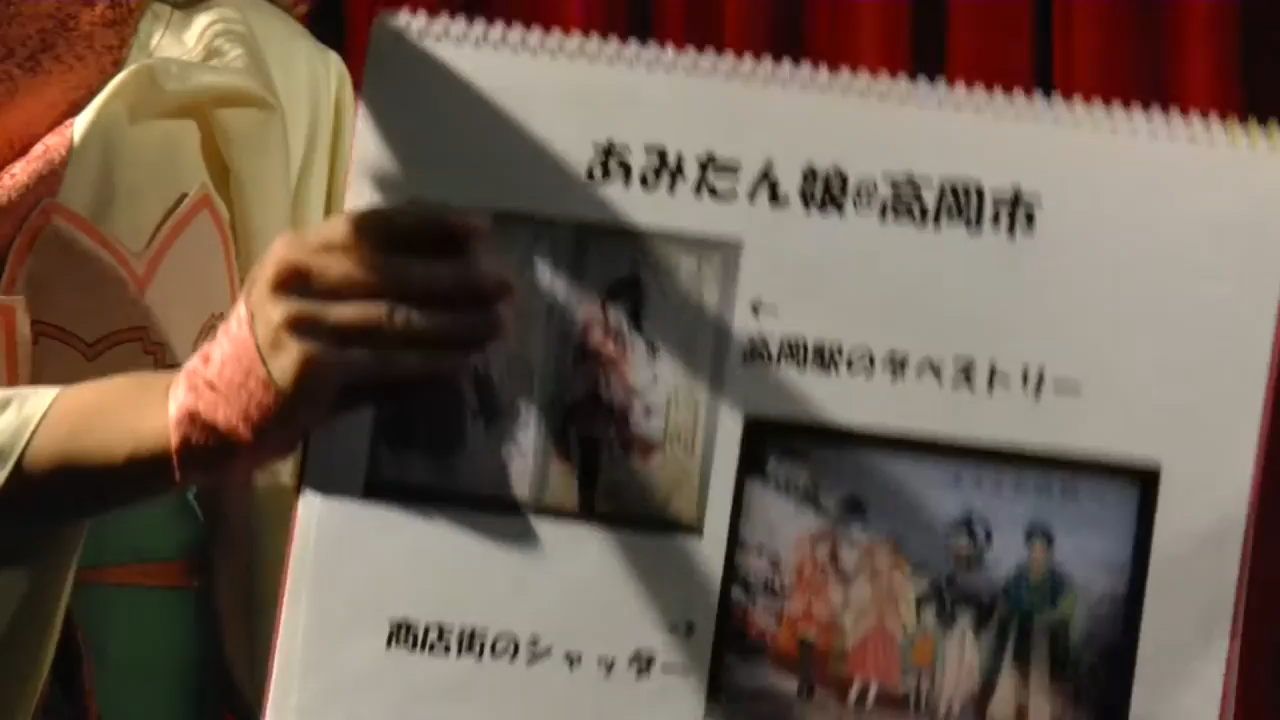 あみたん娘@高岡市
←
高岡駅のタペストリー
→
商店街のシャッター